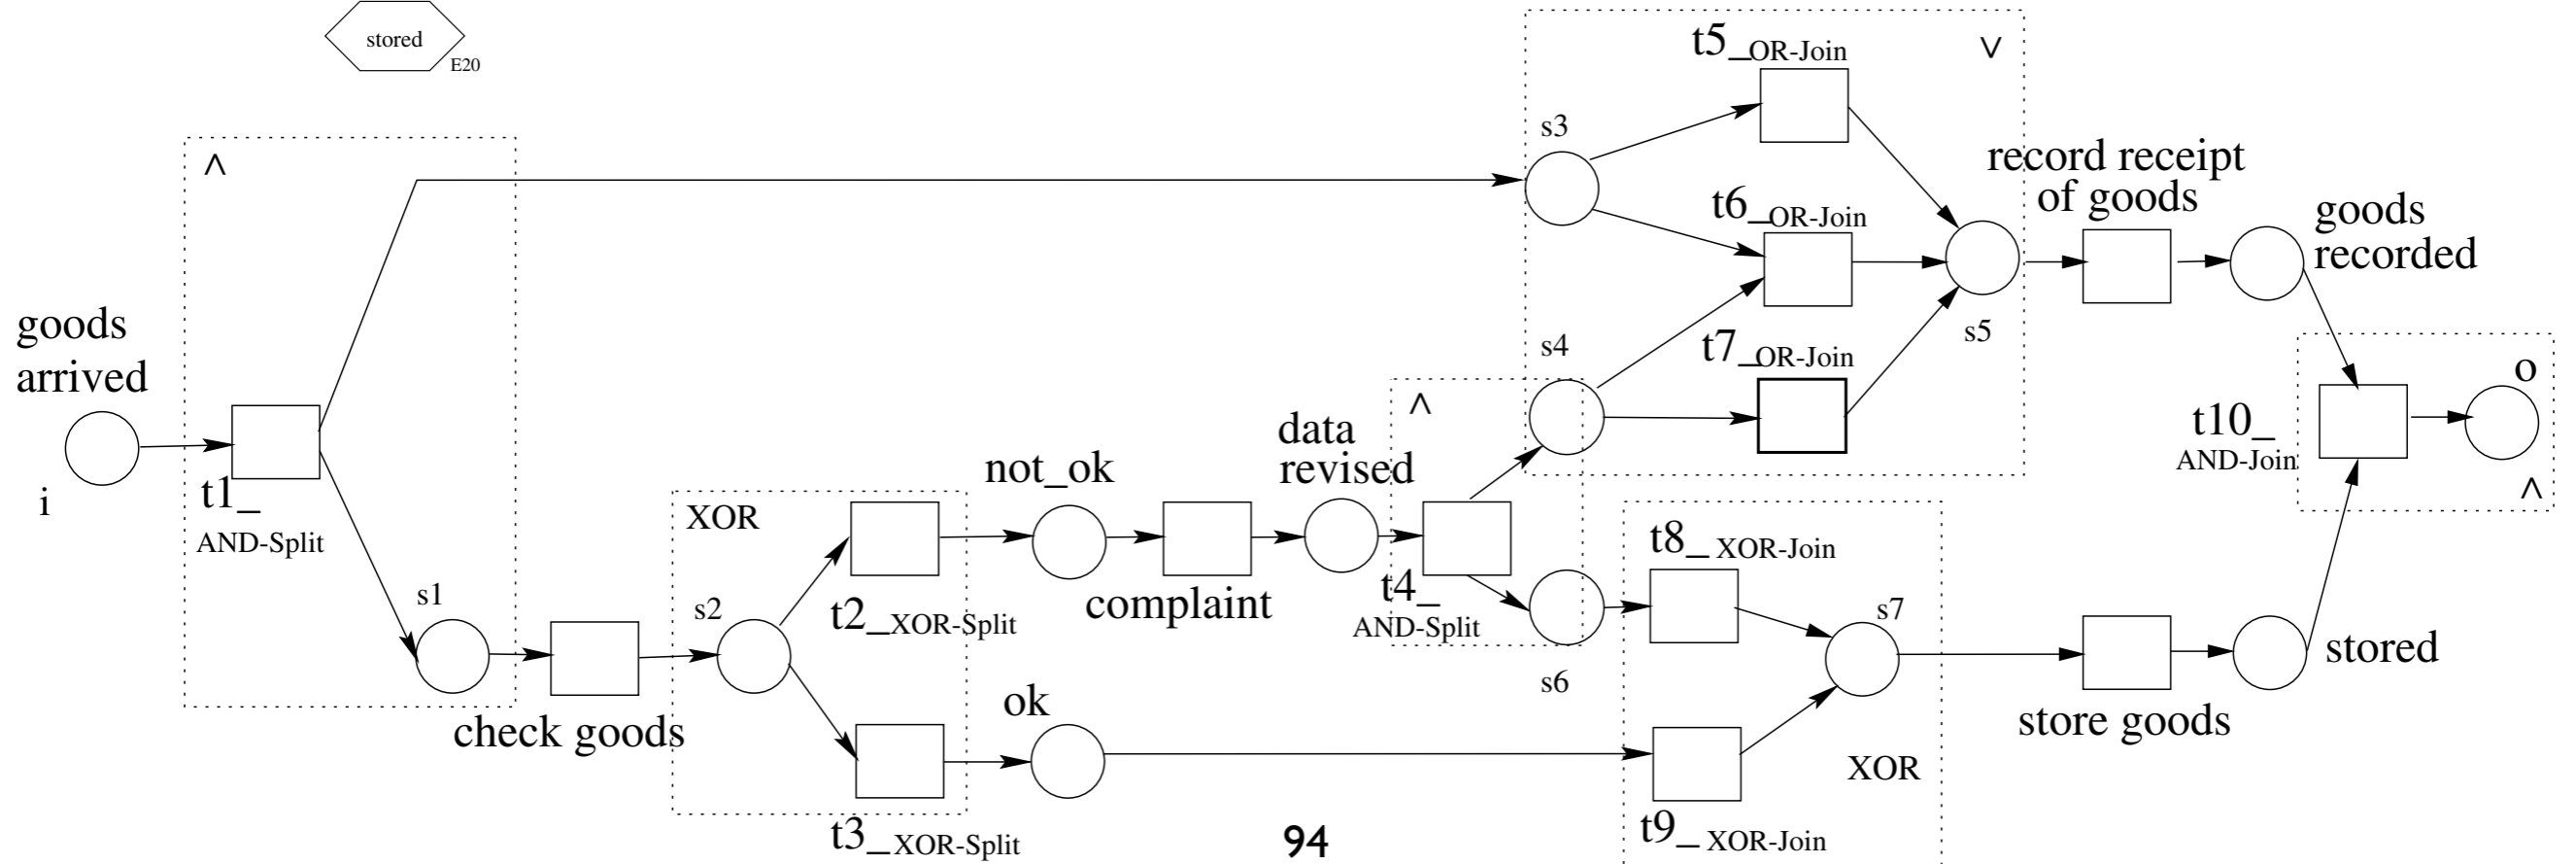 stored
E20
t5_OR-Join
V
s3
^
record receipt
of goods
t6_OR-Join
goods
recorded
goods
arrived
s4
t7_OR-Join
s5
o
^
data
revised
t10_
AND-Join
not_ok
i
t1_
AND-Split
XOR
^
t8_XOR-Join
s1
s2
t2_XOR-Split
complaint
t4_
AND-Split
s7
s6
stored
check goods
ok
store goods
XOR
t3_XOR-Split
94
t9_XOR-Join